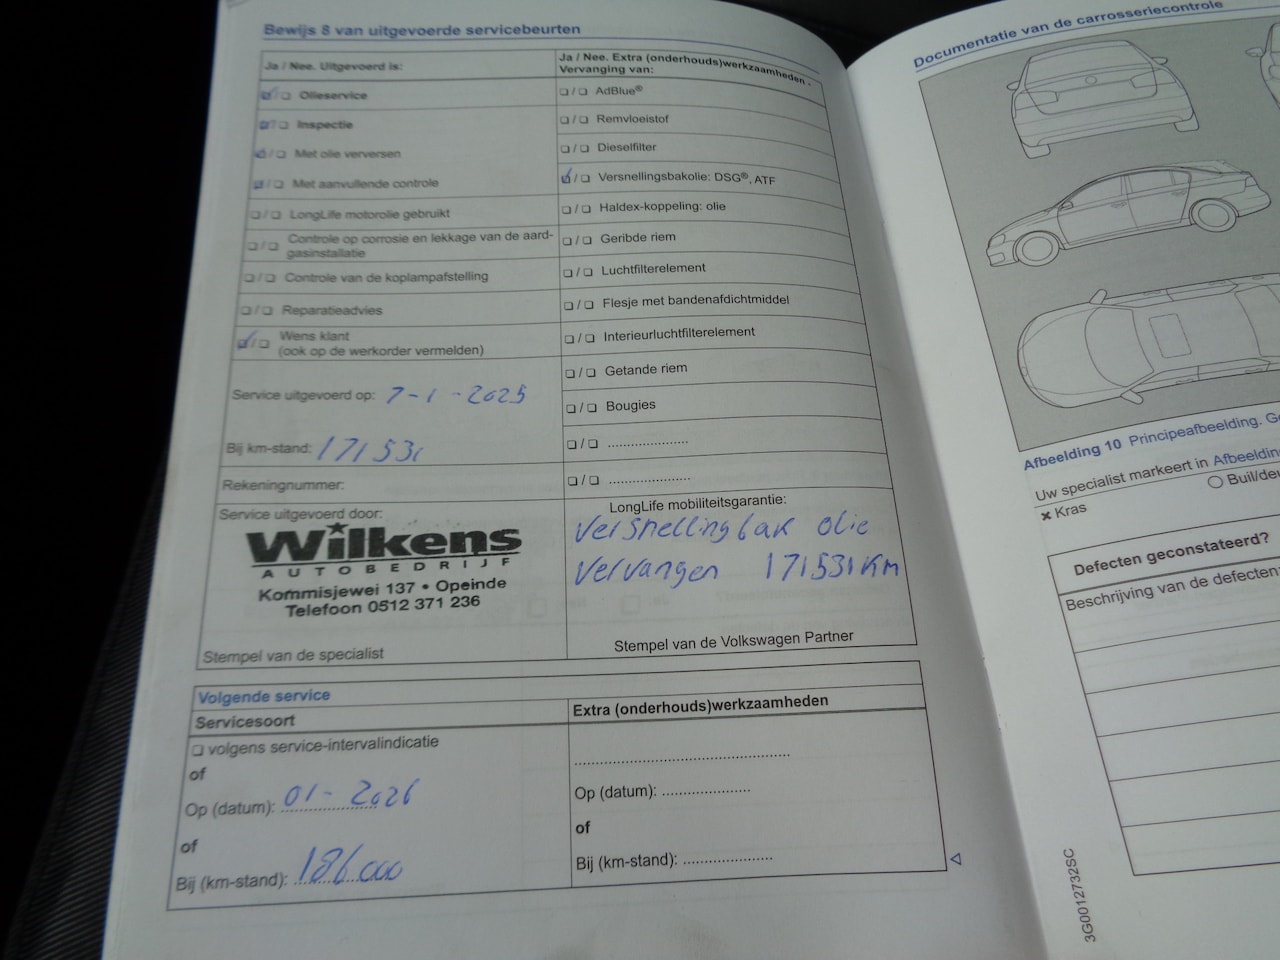 Bewijs 8 van uitgevoerde servicebeurten
Ja / Nee. Uitgevoerd is:
☑/❏ Olieservice
☑/❏ Inspectie
☑/❏ Met olie verversen
☑/❏ Met aanvullende controle
❏/❏ LongLife motorolie gebruikt
❏/❏ Controle op corrosie en lekkage van de aard-
gasinstallatie
❏/❏ Controle van de koplampafstelling
❏/❏ Reparatieadvies
☑/❏ Wens klant
(ook op de werkorder vermelden)
Service uitgevoerd op: 7-1-2025
Bij km-stand: 171531
Rekeningnummer:
Service uitgevoerd door:
Wilkens
AUTOBEDRIJF
Kommisjewei 137 • Opeinde
Telefoon 0512 371 236
Stempel van de specialist
Ja / Nee. Extra (onderhouds)werkzaamheden -
Vervanging van:
❏/❏ AdBlue®
❏/❏ Remvloeistof
❏/❏ Dieselfilter
☑/❏ Versnellingsbakolie: DSG®, ATF
❏/❏ Haldex-koppeling: olie
❏/❏ Geribde riem
❏/❏ Luchtfilterelement
❏/❏ Flesje met bandenafdichtmiddel
❏/❏ Interieurluchtfilterelement
❏/❏ Getande riem
❏/❏ Bougies
❏/❏ ....................
❏/❏ ....................
LongLife mobiliteitsgarantie:
Versnellingbak olie
Vervangen 171531 Km
Stempel van de Volkswagen Partner
Volgende service
Servicesoort
❏ volgens service-intervalindicatie
of
Op (datum): 01-2026
of
Bij (km-stand): 186.000
Extra (onderhouds)werkzaamheden
.....................................................
Op (datum): .....................
of
Bij (km-stand): .....................
Documentatie van de carrosseriecontrole
Afbeelding 10 Principeafbeelding.
Uw specialist markeert in
✖ Kras
Defecten geconstateerd?
Beschrijving van de defecten:
3G0012732SC